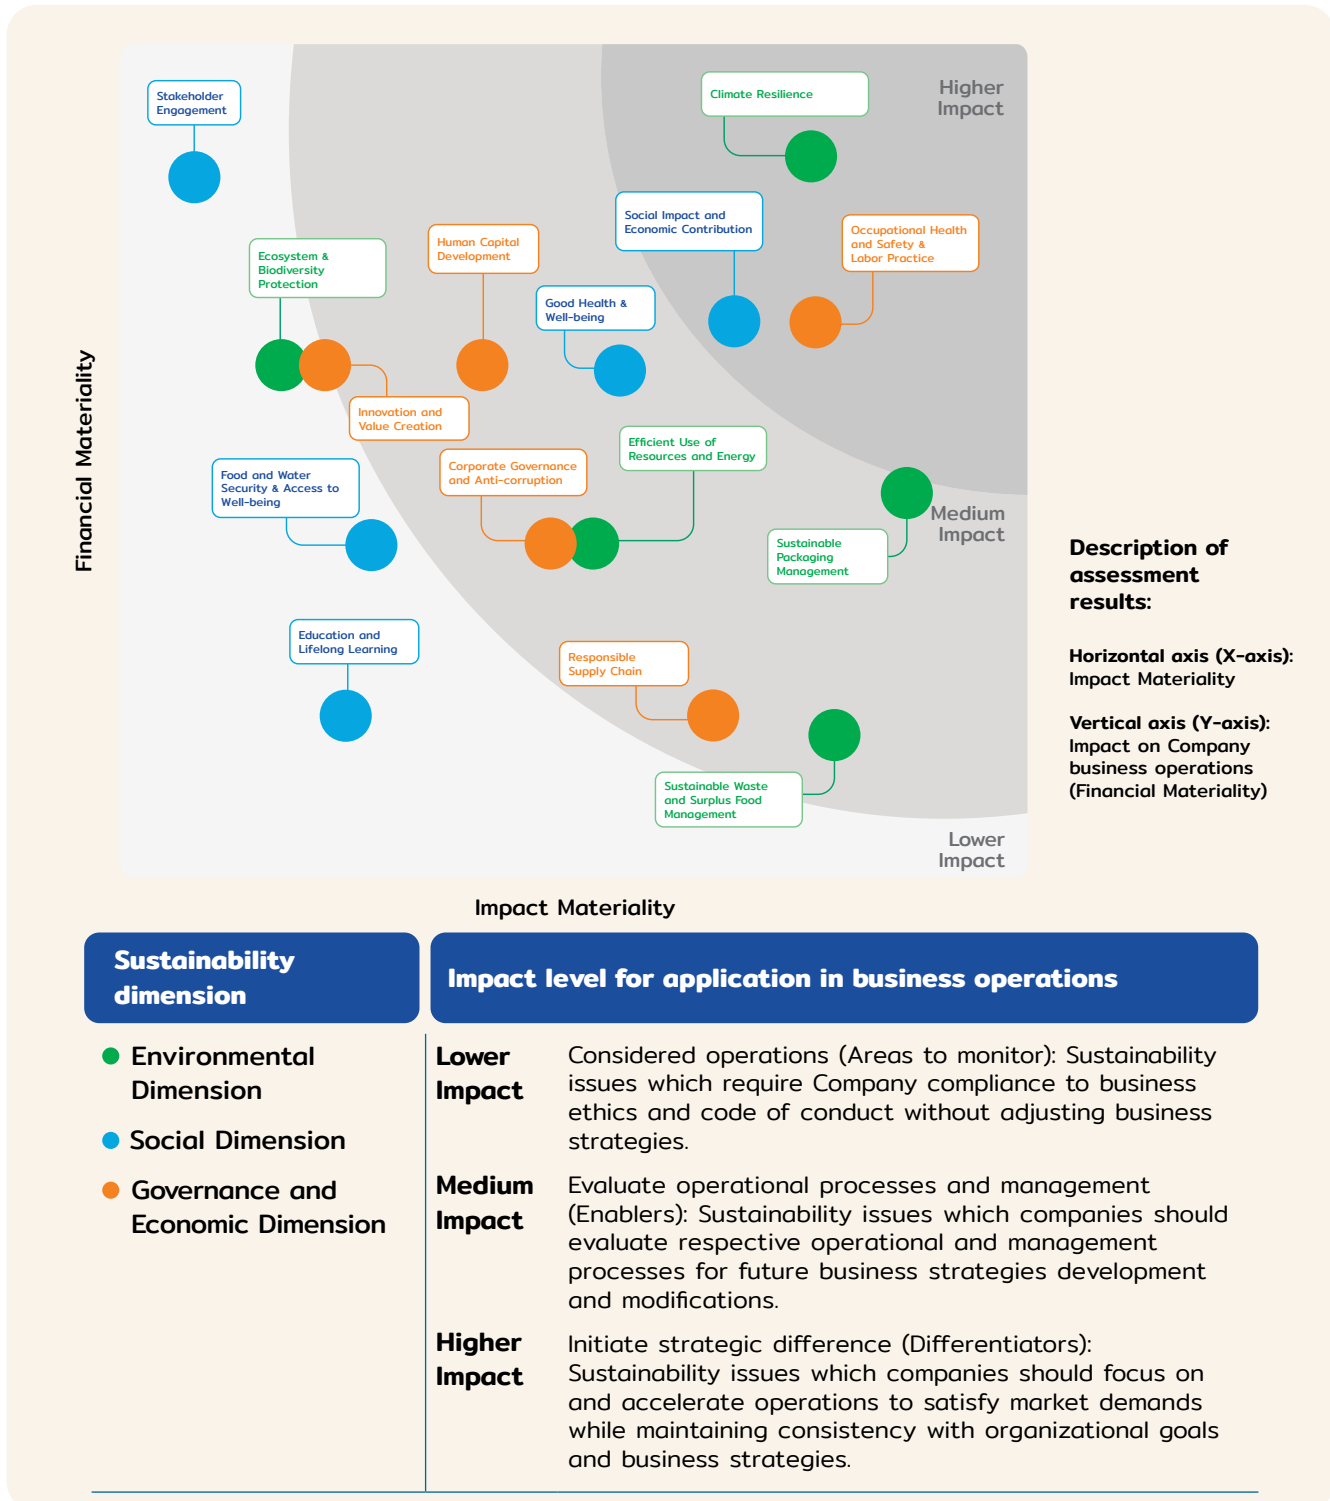 Stakeholder
Engagement
Climate Resilience
Higher
Impact
Social Impact and
Economic Contribution
Occupational Health
and Safety &
Labor Practice
Human Capital
Development
Ecosystem &
Biodiversity
Protection
Good Health &
Well-being
Innovation and
Value Creation
Efficient Use of
Resources and Energy
Corporate Governance
and Anti-corruption
Food and Water
Security & Access to
Well-being
Medium
Impact
Sustainable
Packaging
Management
Education and
Lifelong Learning
Responsible
Supply Chain
Sustainable Waste
and Surplus Food
Management
Lower
Impact
Financial Materiality
Impact Materiality
Description of
assessment
results:
Horizontal axis (X-axis):
Impact Materiality
Vertical axis (Y-axis):
Impact on Company
business operations
(Financial Materiality)
Sustainability
dimension
Impact level for application in business operations
Environmental
Dimension
Social Dimension
Governance and
Economic Dimension
Lower
Impact
Considered operations (Areas to monitor): Sustainability
issues which require Company compliance to business
ethics and code of conduct without adjusting business
strategies.
Medium
Impact
Evaluate operational processes and management
(Enablers): Sustainability issues which companies should
evaluate respective operational and management
processes for future business strategies development
and modifications.
Higher
Impact
Initiate strategic difference (Differentiators):
Sustainability issues which companies should focus on
and accelerate operations to satisfy market demands
while maintaining consistency with organizational goals
and business strategies.